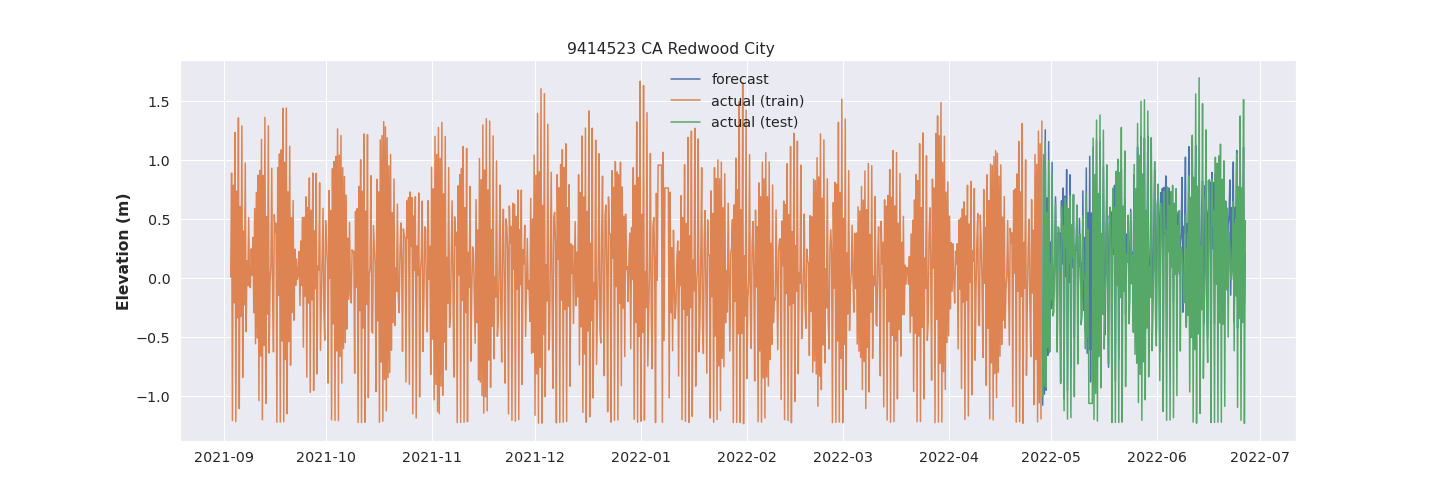 9414523 CA Redwood City
forecast
actual (train)
actual (test)
Elevation (m)
1.5
1.0
0.5
0.0
−0.5
−1.0
2021-09 2021-10 2021-11 2021-12 2022-01 2022-02 2022-03 2022-04 2022-05 2022-06 2022-07